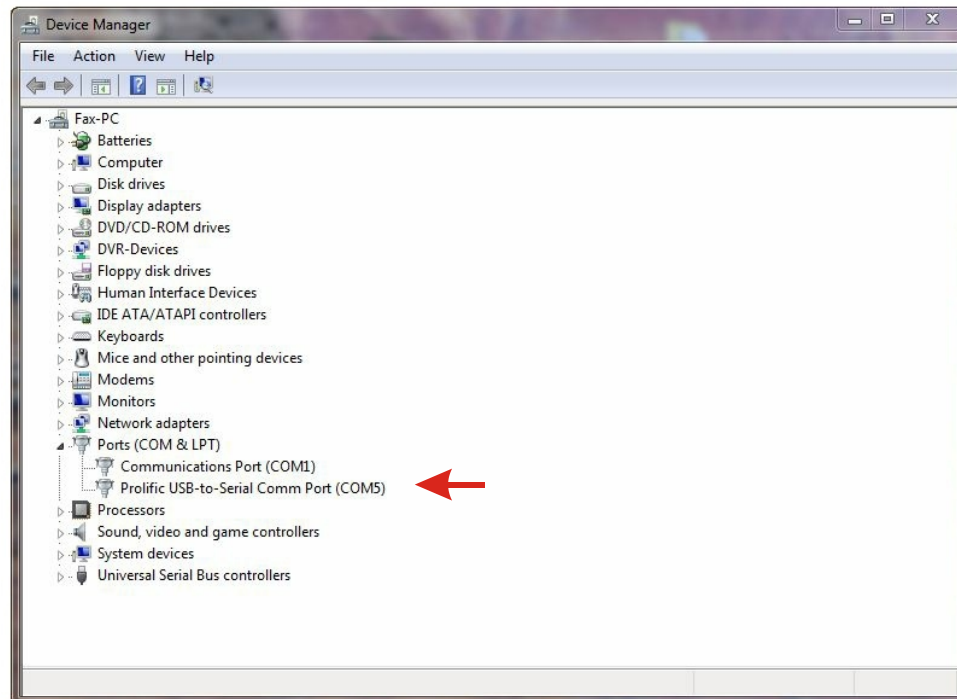 Device Manager
File Action View Help
Fax-PC
Batteries
Computer
Disk drives
Display adapters
DVD/CD-ROM drives
DVR-Devices
Floppy disk drives
Human Interface Devices
IDE ATA/ATAPI controllers
Keyboards
Mice and other pointing devices
Modems
Monitors
Network adapters
Ports (COM & LPT)
Communications Port (COM1)
Prolific USB-to-Serial Comm Port (COM5)
Processors
Sound, video and game controllers
System devices
Universal Serial Bus controllers